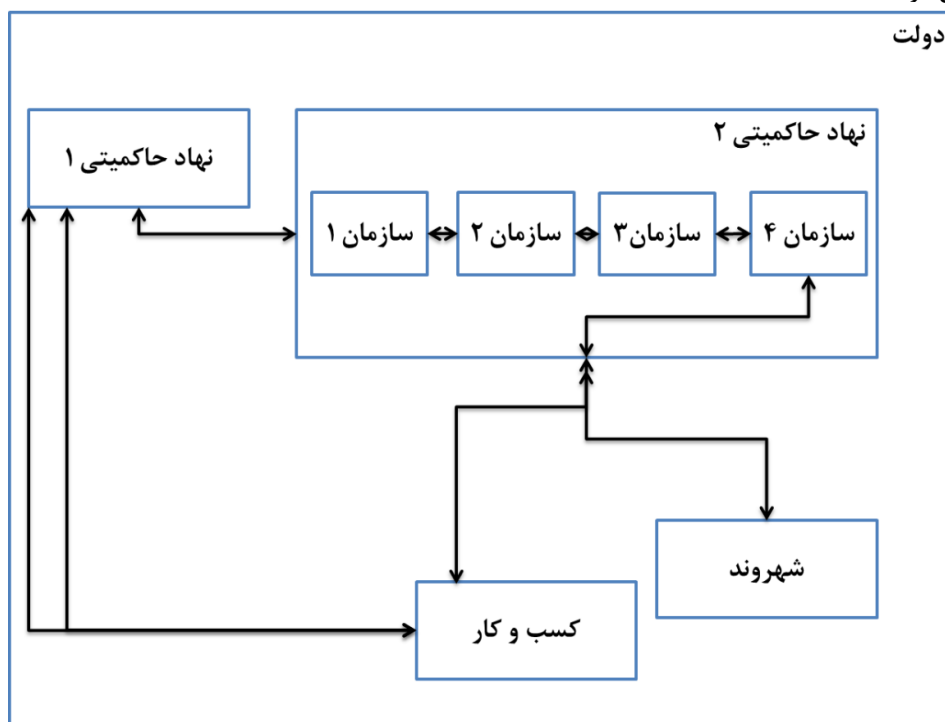 دولت
نهاد حاکمیتی ۲
نهاد حاکمیتی ۱
سازمان ۴
سازمان۳
سازمان ۲
سازمان ۱
شهروند
کسب و کار